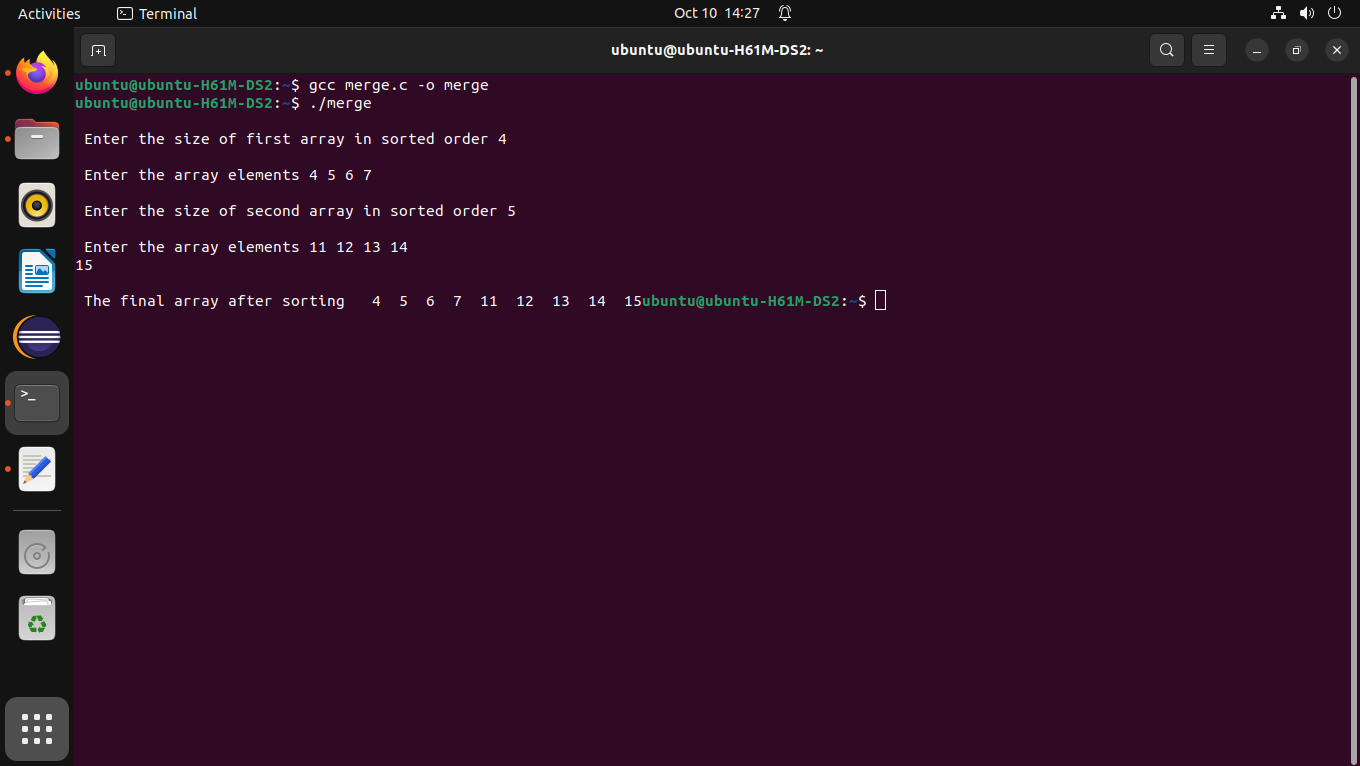 Activities Terminal Oct 10 14:27
ubuntu@ubuntu-H61M-DS2: ~
ubuntu@ubuntu-H61M-DS2:~$ gcc merge.c -o merge
ubuntu@ubuntu-H61M-DS2:~$ ./merge
Enter the size of first array in sorted order 4
Enter the array elements 4 5 6 7
Enter the size of second array in sorted order 5
Enter the array elements 11 12 13 14
15
The final array after sorting   4  5  6  7  11  12  13  14  15ubuntu@ubuntu-H61M-DS2:~$